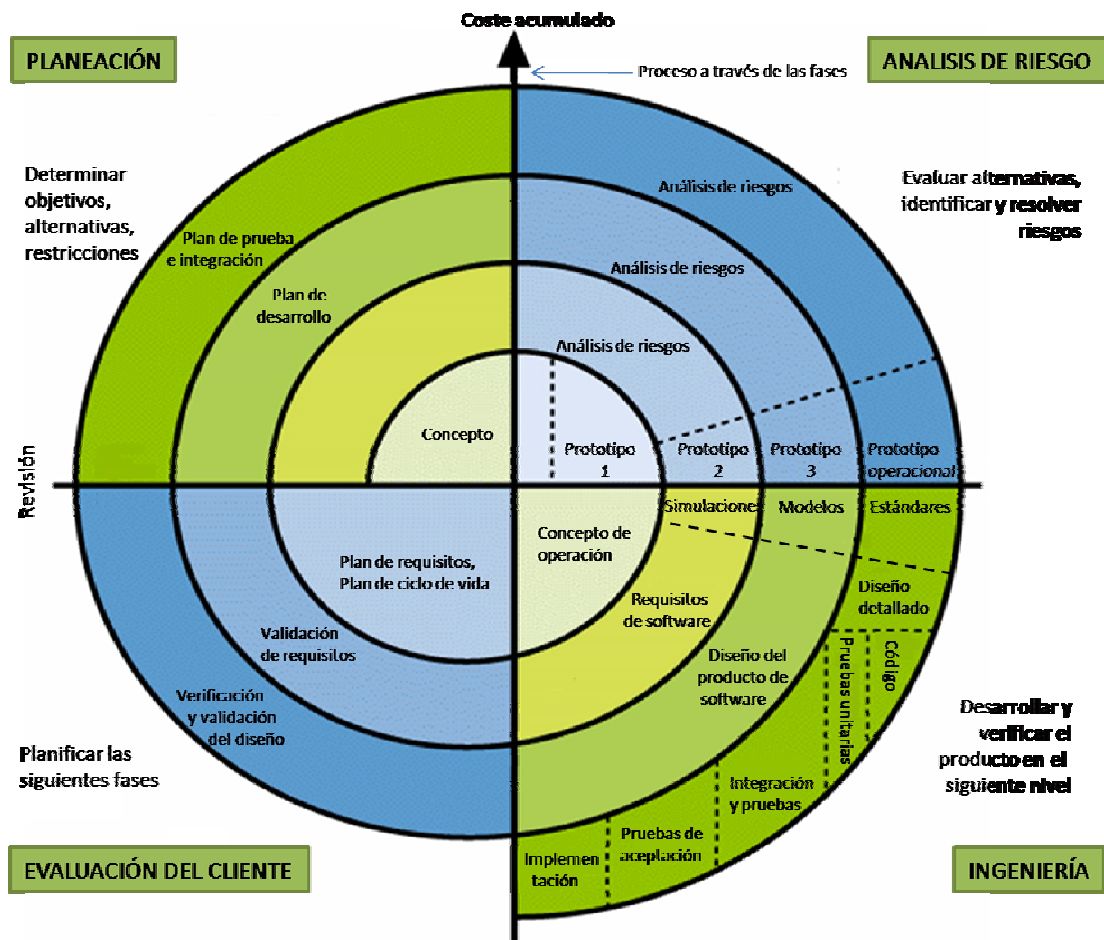 Coste acumulado
PLANEACIÓN
ANALISIS DE RIESGO
Proceso a través de las fases
Determinar
objetivos,
alternativas,
restricciones
Evaluar alternativas,
identificar y resolver
riesgos
Análisis de riesgos
Plan de prueba
e integración
Análisis de riesgos
Plan de
desarrollo
Análisis de riesgos
Concepto
Prototipo
1
Prototipo
2
Prototipo
3
Prototipo
operacional
Revisión
Simulacione
Modelos
Estándares
Concepto de
operación
Plan de requisitos,
Plan de ciclo de vida
Diseño
detallado
Requisitos
de software
Validación
de requisitos
Diseño del
producto de
software
Pruebas unitarias
Código
Verificación
y validación
del diseño
Desarrollar y
verificar el
producto en el
siguiente nivel
Planificar las
siguientes fases
Integración
y pruebas
Pruebas de
aceptación
Implemen
tación
EVALUACIÓN DEL CLIENTE
INGENIERÍA